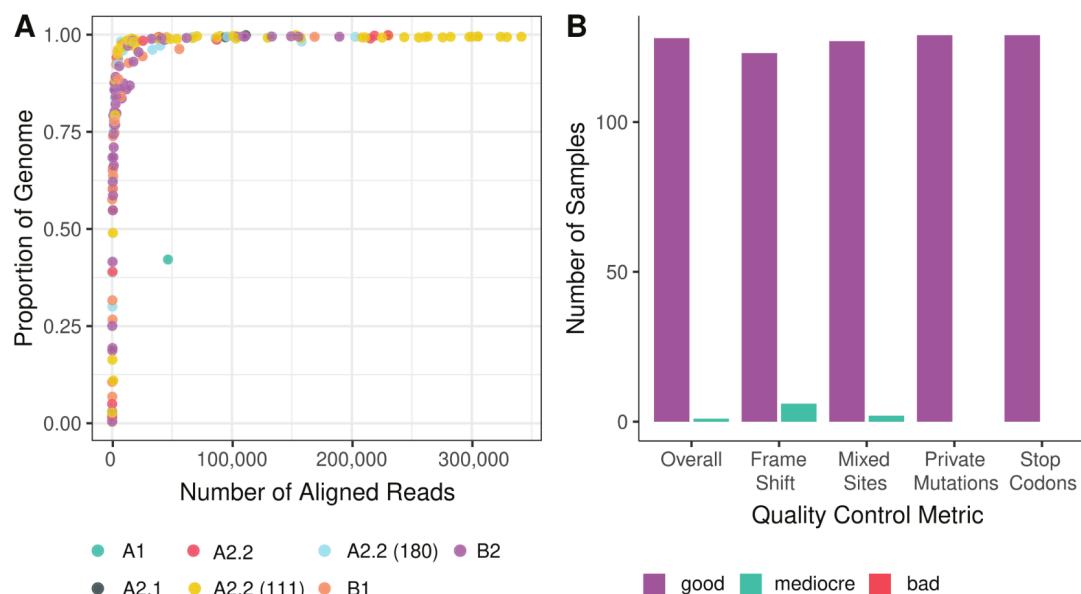 A
1.00
0.75
0.50
0.25
0.00
Proportion of Genome
0
100,000
200,000
300,000
Number of Aligned Reads
A1
A2.2
A2.2 (180)
B2
A2.1
A2.2 (111)
B1
B
100
50
0
Number of Samples
Overall
Frame
Shift
Mixed
Sites
Private
Mutations
Stop
Codons
Quality Control Metric
good
mediocre
bad